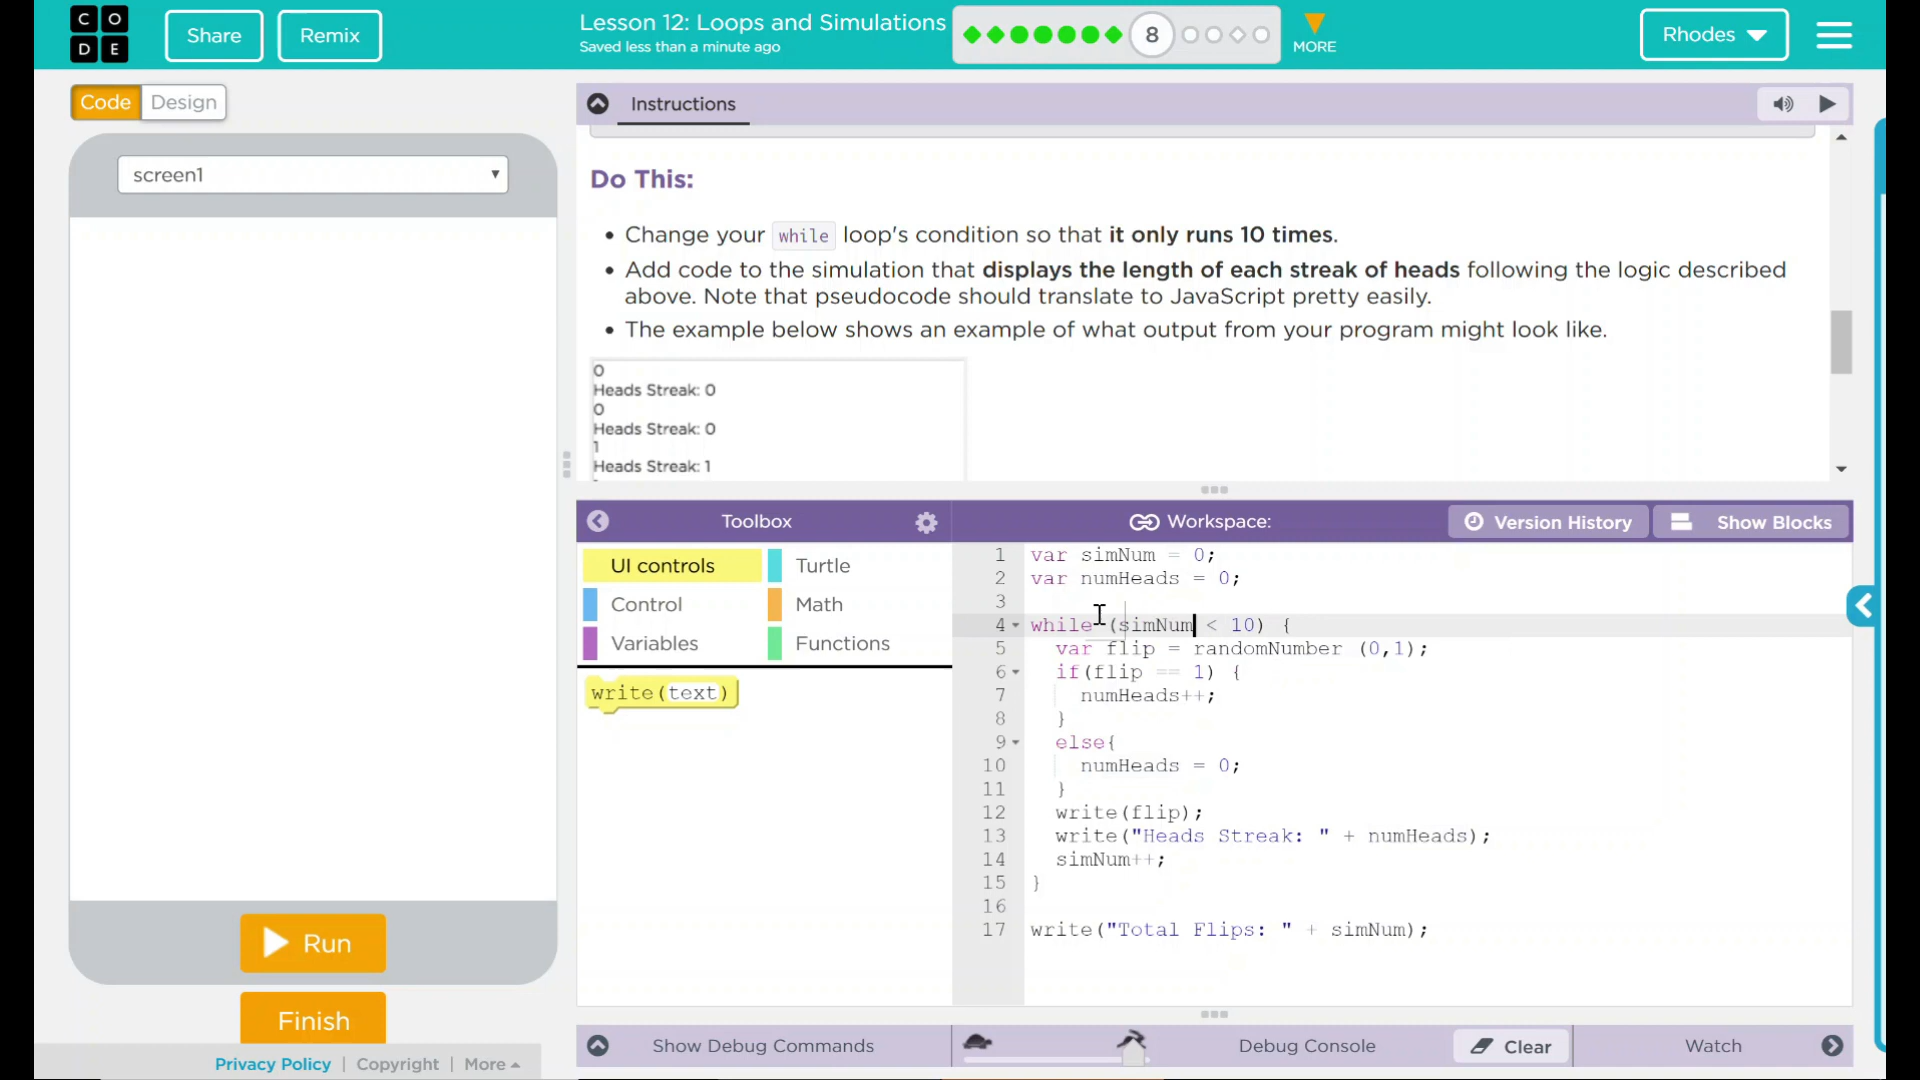 C O
D E
Share
Remix
Lesson 12: Loops and Simulations
Saved less than a minute ago
8
MORE
Rhodes
Code
Design
Instructions
screen1
Do This:
Change your while loop's condition so that it only runs 10 times.
Add code to the simulation that displays the length of each streak of heads following the logic described
above. Note that pseudocode should translate to JavaScript pretty easily.
The example below shows an example of what output from your program might look like.
0
Heads Streak: 0
0
Heads Streak: 0
1
Heads Streak: 1
Toolbox
Workspace:
Version History
Show Blocks
UI controls
Turtle
Control
Math
Variables
Functions
write(text)
1 var simNum = 0;
2 var numHeads = 0;
3
4 while (simNum < 10) {
5 var flip = randomNumber (0,1);
6 if(flip == 1) {
7 numHeads++;
8 }
9 else{
10 numHeads = 0;
11 }
12 write(flip);
13 write("Heads Streak: " + numHeads);
14 simNum++;
15 }
16
17 write("Total Flips: " + simNum);
Run
Finish
Privacy Policy | Copyright | More
Show Debug Commands
Debug Console
Clear
Watch